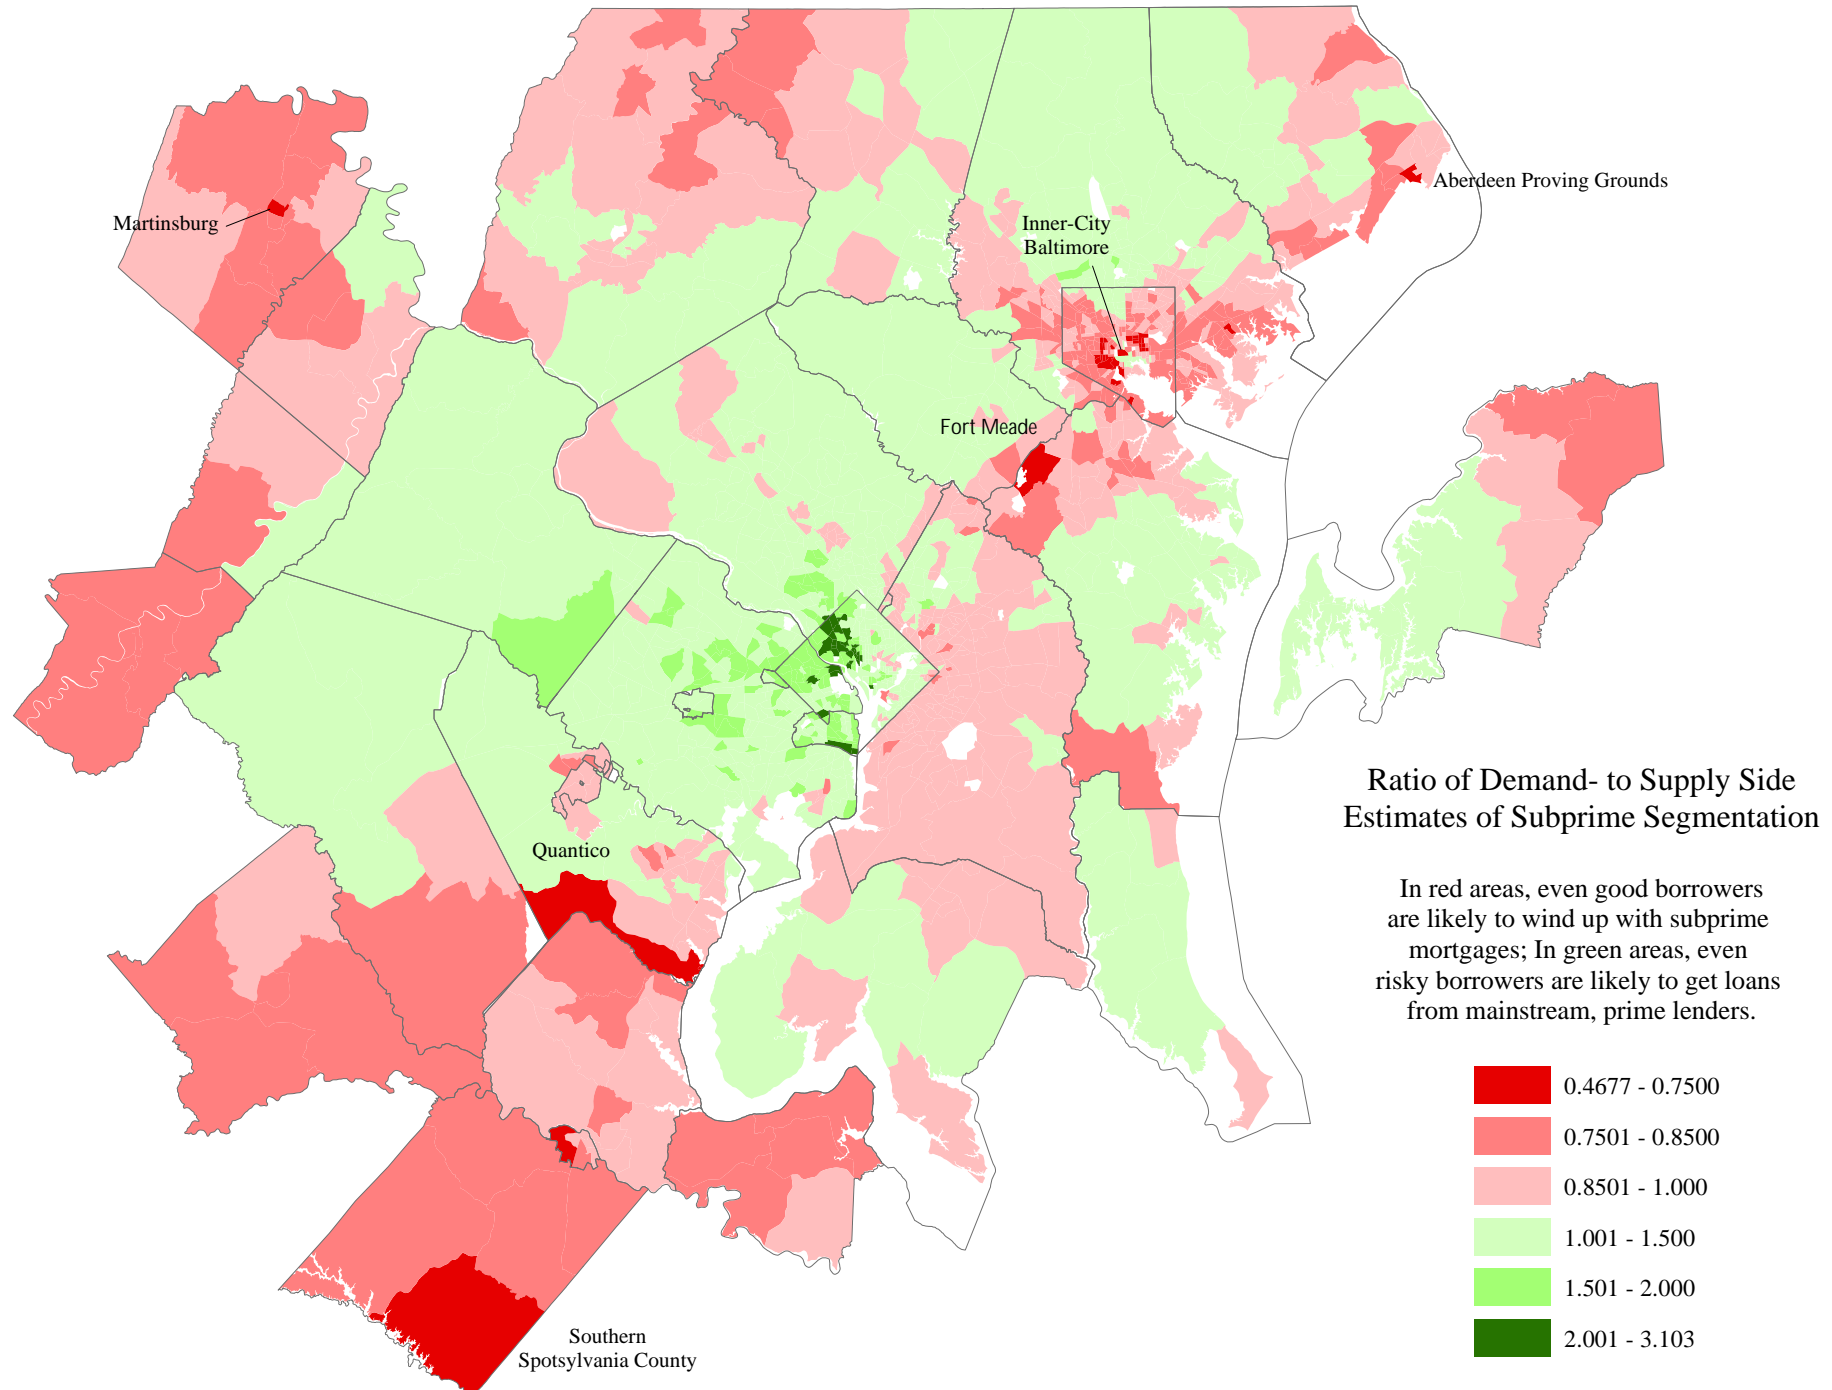 Aberdeen Proving Grounds
Martinsburg
Inner-City
Baltimore
Fort Meade
Ratio of Demand- to Supply Side
Estimates of Subprime Segmentation
Quantico
In red areas, even good borrowers
are likely to wind up with subprime
mortgages; In green areas, even
risky borrowers are likely to get loans
from mainstream, prime lenders.
0.4677 - 0.7500
0.7501 - 0.8500
0.8501 - 1.000
1.001 - 1.500
1.501 - 2.000
2.001 - 3.103
Southern
Spotsylvania County